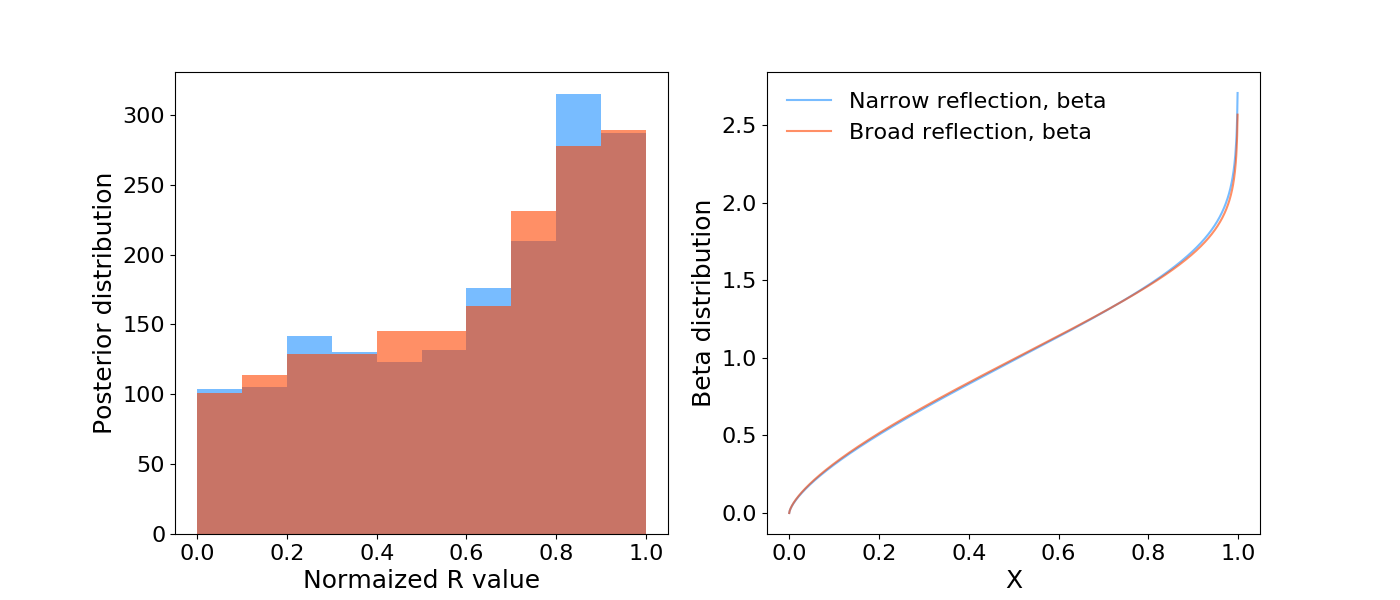 Posterior distribution
300
250
200
150
100
50
0
0.0 0.2 0.4 0.6 0.8 1.0
Normaized R value
Beta distribution
2.5
2.0
1.5
1.0
0.5
0.0
Narrow reflection, beta
Broad reflection, beta
0.0 0.2 0.4 0.6 0.8 1.0
X